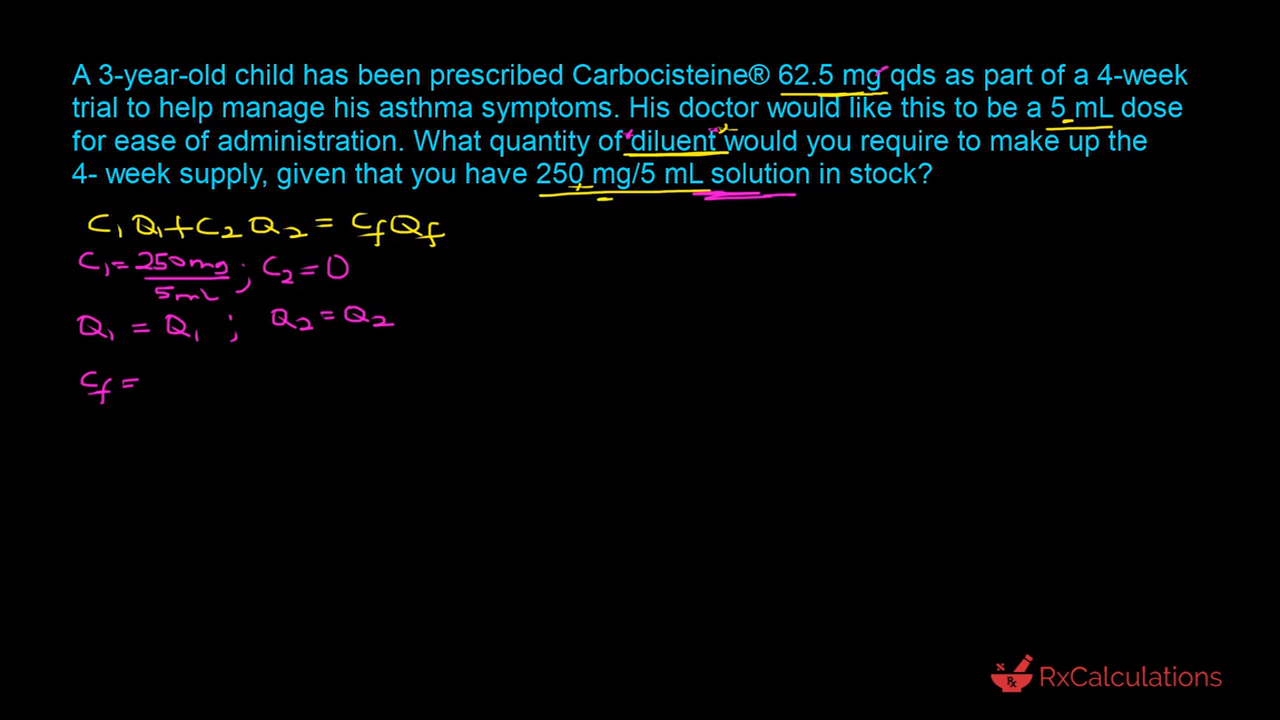 A 3-year-old child has been prescribed Carbocisteine® 62.5 mg qds as part of a 4-week
trial to help manage his asthma symptoms. His doctor would like this to be a 5 mL dose
for ease of administration. What quantity of diluent would you require to make up the
4- week supply, given that you have 250 mg/5 mL solution in stock?
C₁Q₁+C₂Q₂=CfQf
C₁=250mg/5mL; C₂=0
Q₁=Q₁; Q₂=Q₂
Cf=
Rx
RxCalculations